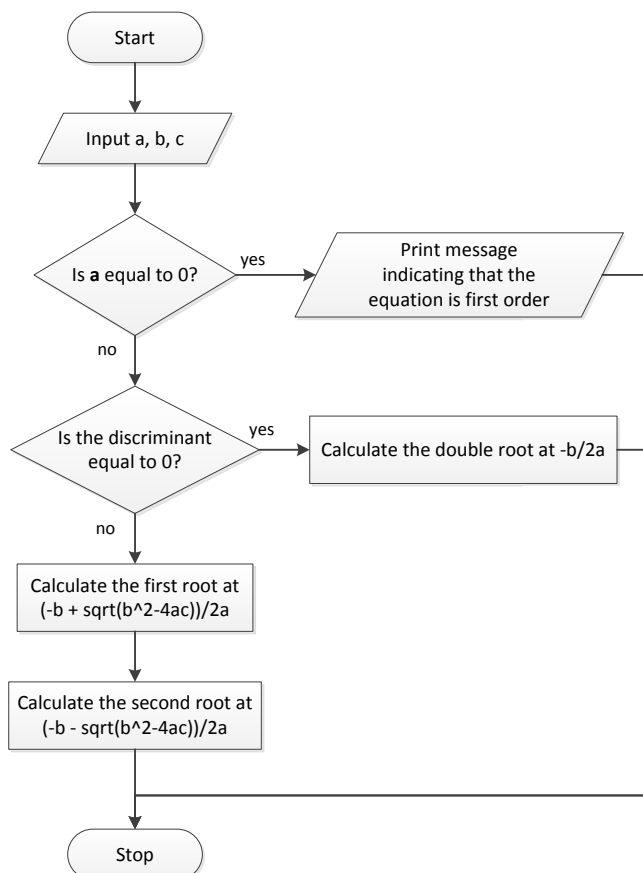 Start
Input a, b, c
Is a equal to 0?
yes
Print message
indicating that the
equation is first order
no
Is the discriminant
equal to 0?
yes
Calculate the double root at -b/2a
no
Calculate the first root at
(-b + sqrt(b^2-4ac))/2a
Calculate the second root at
(-b - sqrt(b^2-4ac))/2a
Stop